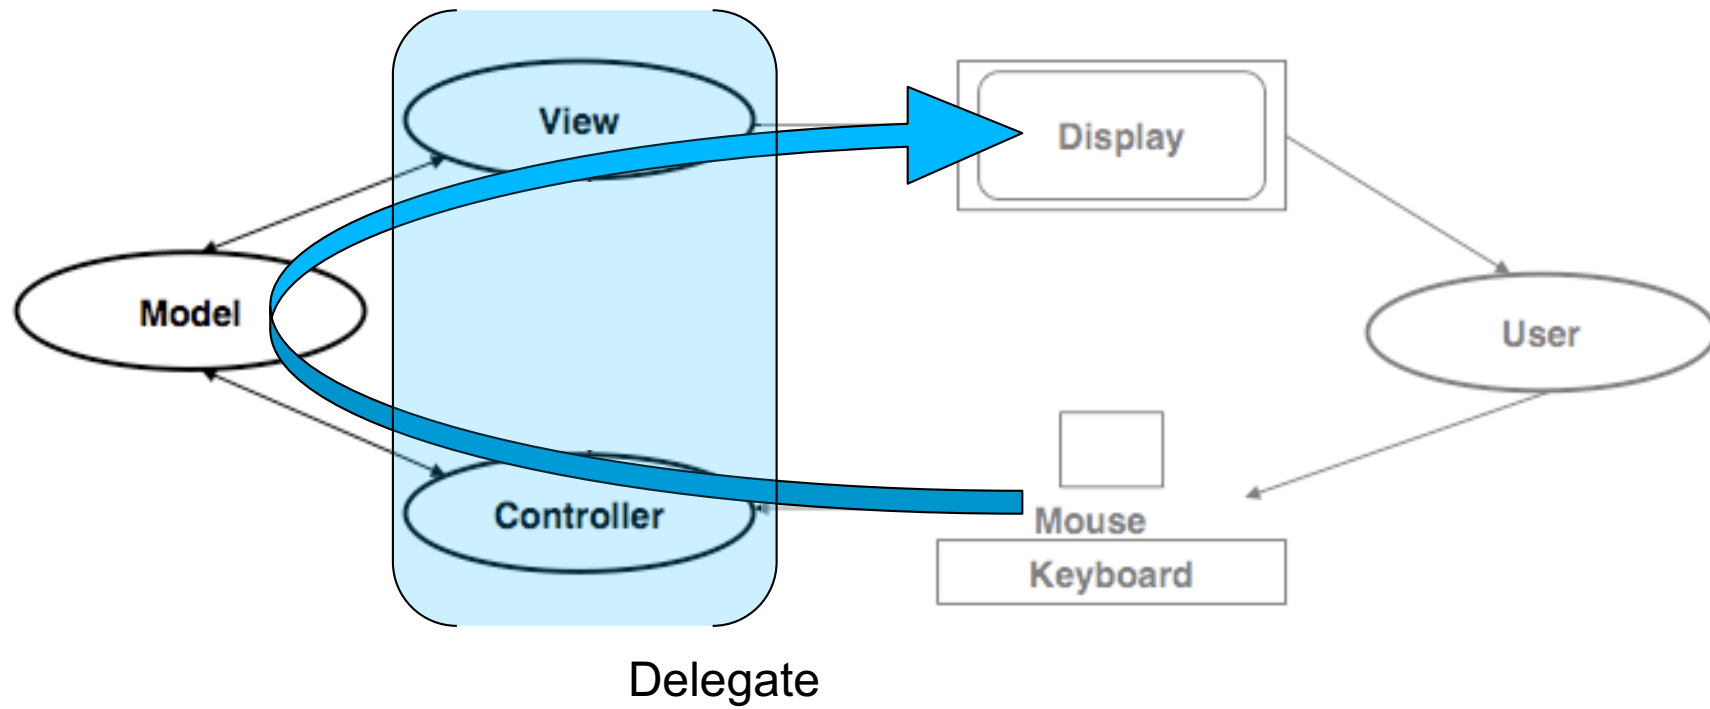 View
Display
Model
User
Controller
Mouse
Keyboard
Delegate